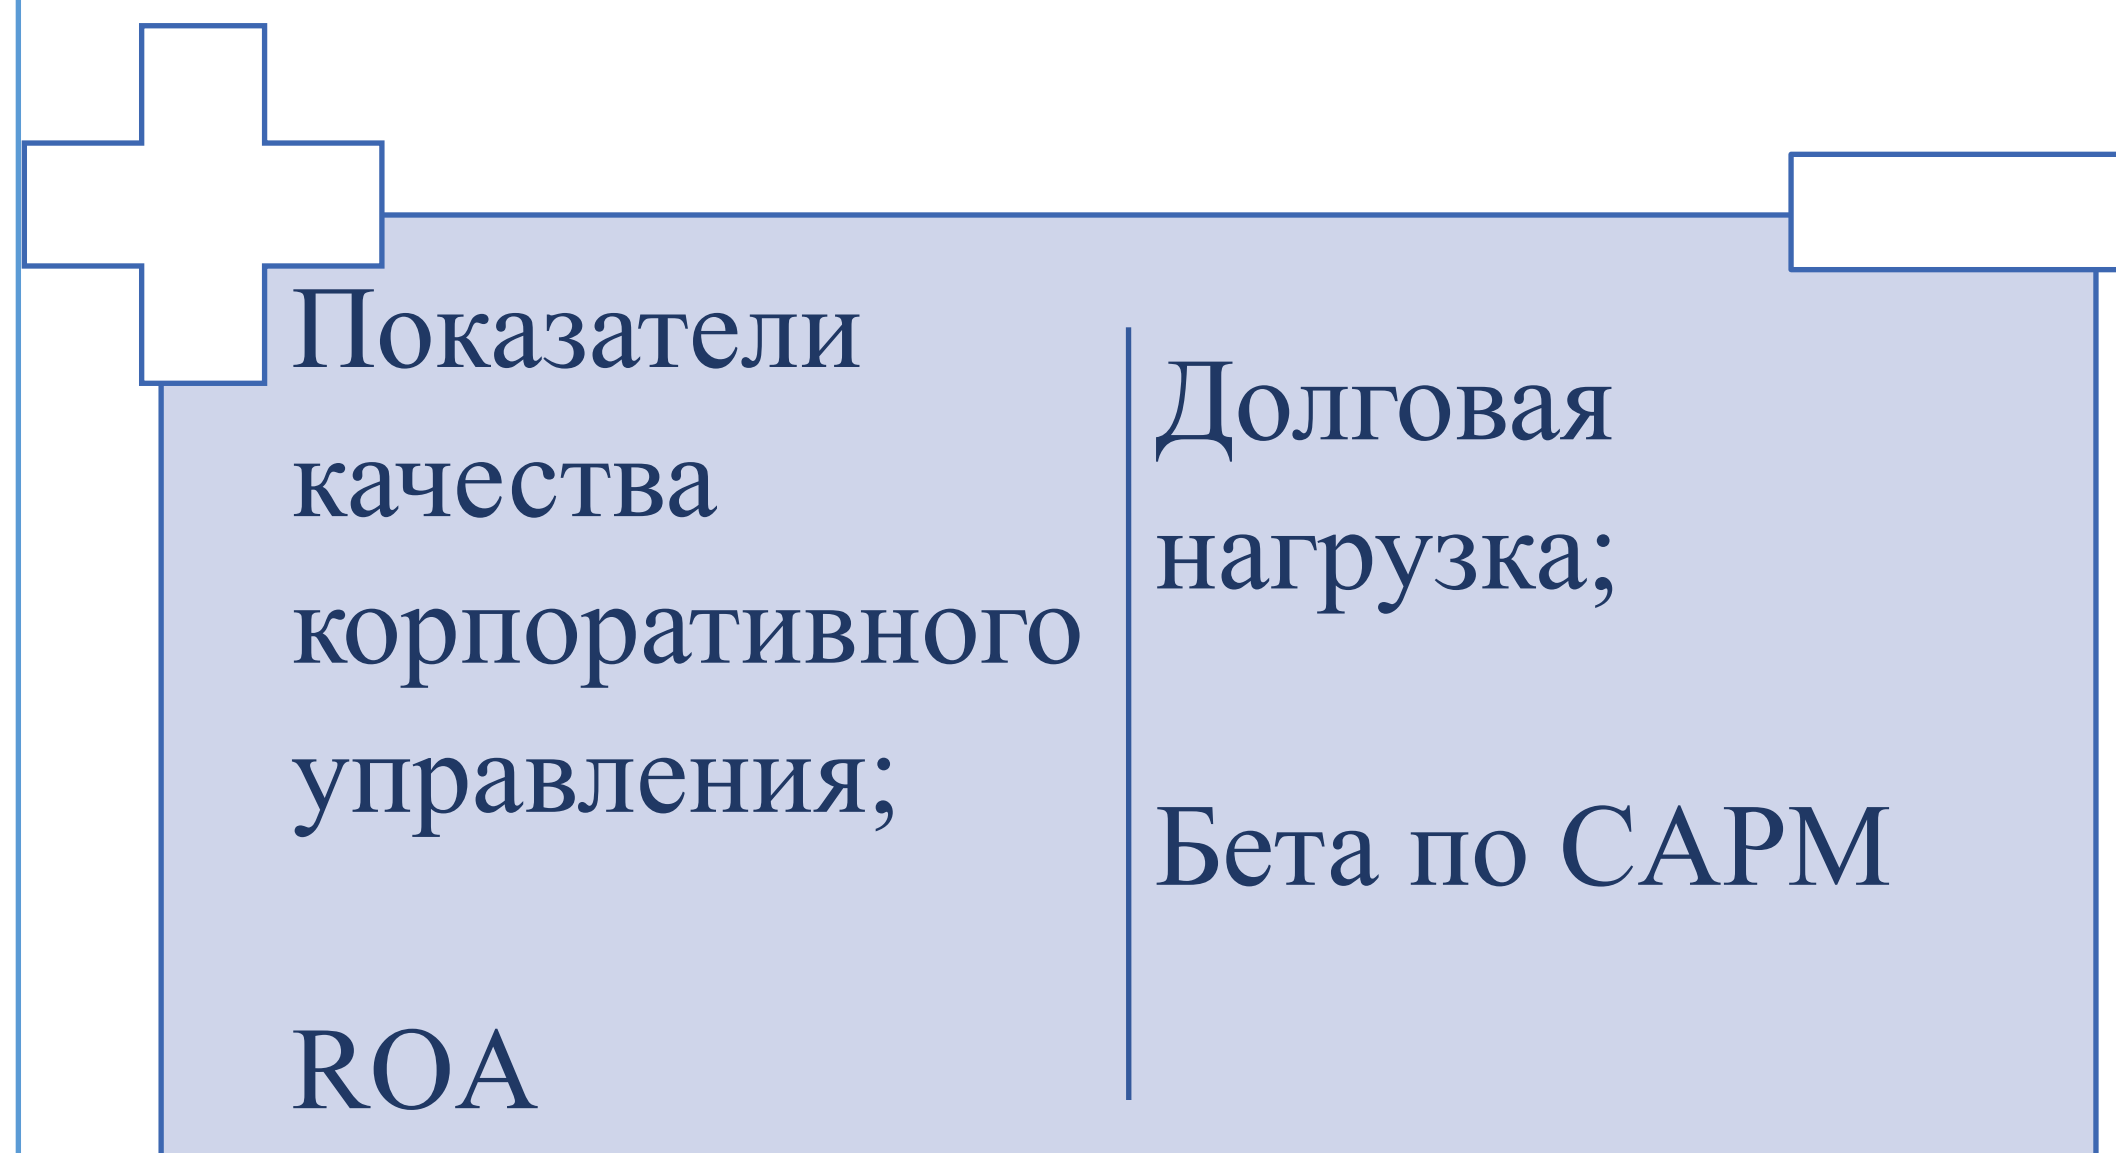 Показатели
качества
корпоративного
управления;
ROA
Долговая
нагрузка;
Бета по CAPM